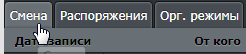 Смена Распоряжения Орг. режимы
Дата записи От кого